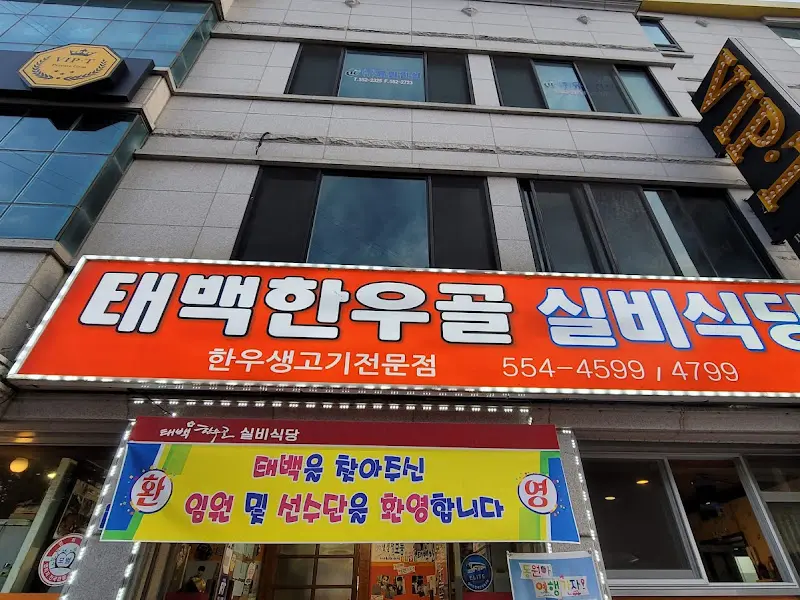 VIP·T
VIP·T
태백한우골 실비식당
한우생고기전문점
554-4599 / 4799
태백한우골 실비식당
환
태백을 찾아주신
임원 및 선수단을 환영합니다
영